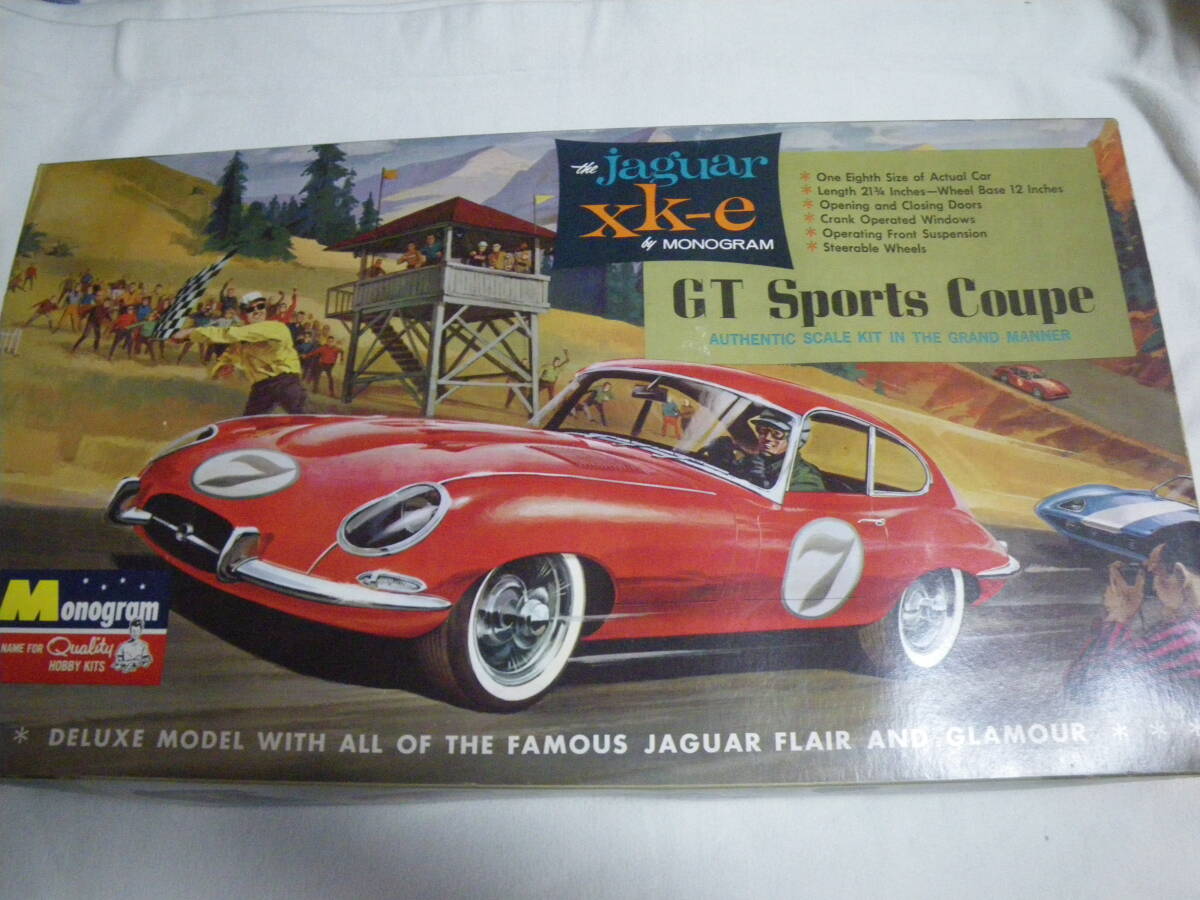 the jaguar
xk-e
by MONOGRAM
* One Eighth Size of Actual Car
* Length 21¾ Inches—Wheel Base 12 Inches
* Opening and Closing Doors
* Crank Operated Windows
* Operating Front Suspension
* Steerable Wheels
GT Sports Coupe
AUTHENTIC SCALE KIT IN THE GRAND MANNER
7
7
Monogram
NAME FOR Quality
HOBBY KITS
* DELUXE MODEL WITH ALL OF THE FAMOUS JAGUAR FLAIR AND GLAMOUR * * *